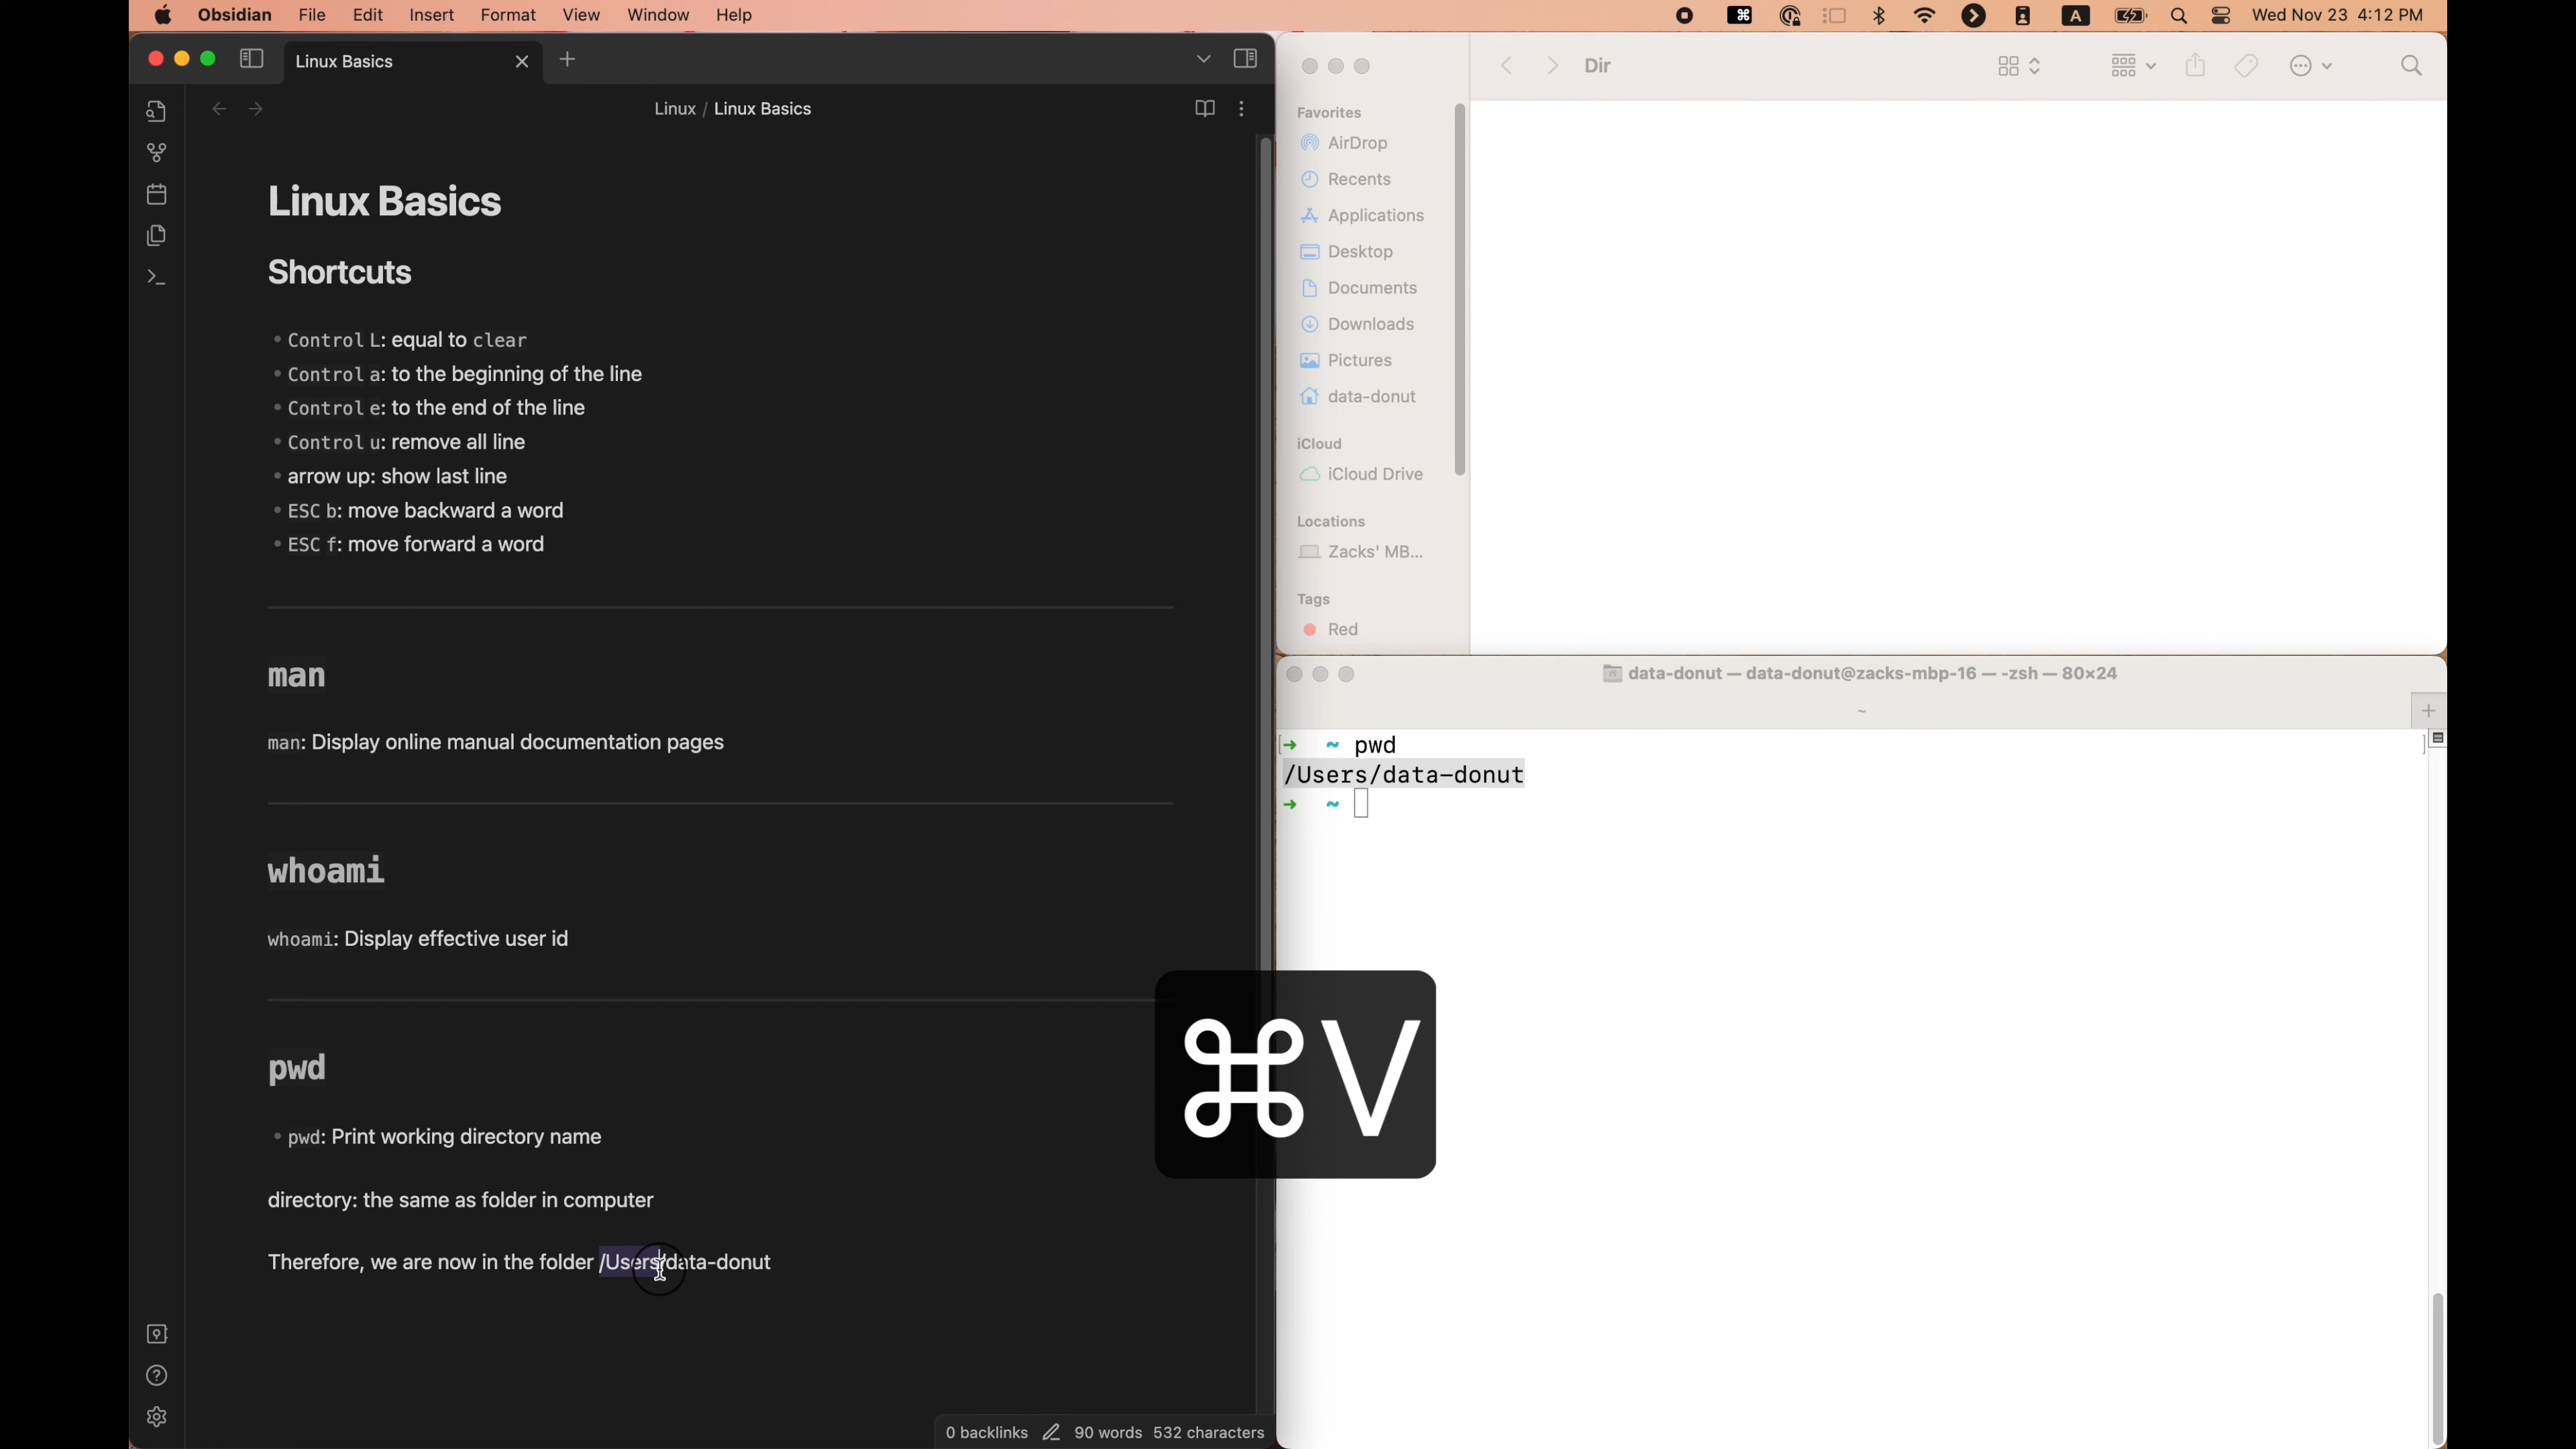 Obsidian File Edit Insert Format View Window Help
A Wed Nov 23 4:12 PM
Linux Basics
Linux / Linux Basics
Linux Basics
Shortcuts
Control L: equal to clear
Control a: to the beginning of the line
Control e: to the end of the line
Control u: remove all line
arrow up: show last line
ESC b: move backward a word
ESC f: move forward a word
man
man: Display online manual documentation pages
whoami
whoami: Display effective user id
pwd
• pwd: Print working directory name
directory: the same as folder in computer
Therefore, we are now in the folder /Users/data-donut
0 backlinks 90 words 532 characters
Dir
Favorites
AirDrop
Recents
Applications
Desktop
Documents
Downloads
Pictures
data-donut
iCloud
iCloud Drive
Locations
Zacks' MB...
Tags
Red
data-donut — data-donut@zacks-mbp-16 — -zsh — 80×24
~
[➜ ~ pwd ]
/Users/data-donut
➜ ~
⌘V